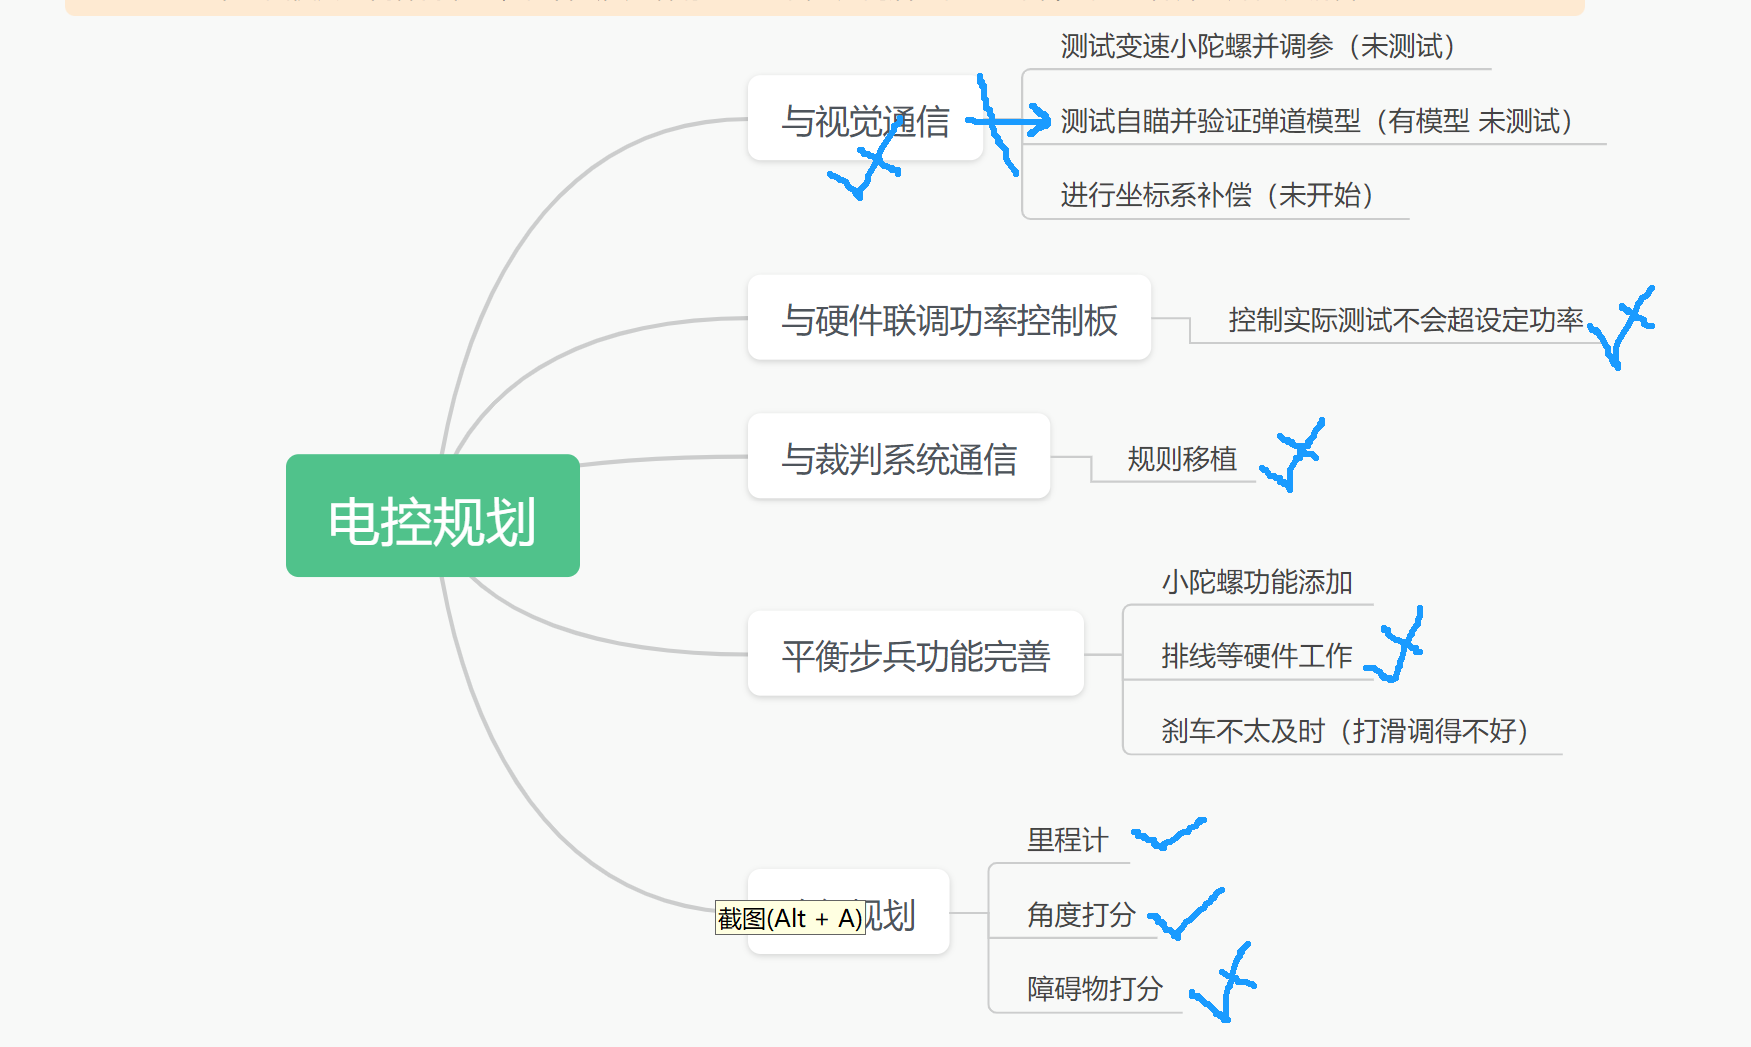 测试变速小陀螺并调参（未测试）
与视觉通信
测试自瞄并验证弹道模型（有模型 未测试）
进行坐标系补偿（未开始）
与硬件联调功率控制板
控制实际测试不会超设定功率
与裁判系统通信
规则移植
电控规划
小陀螺功能添加
平衡步兵功能完善
排线等硬件工作
刹车不太及时（打滑调得不好）
里程计
截图(Alt + A)
规划
角度打分
障碍物打分